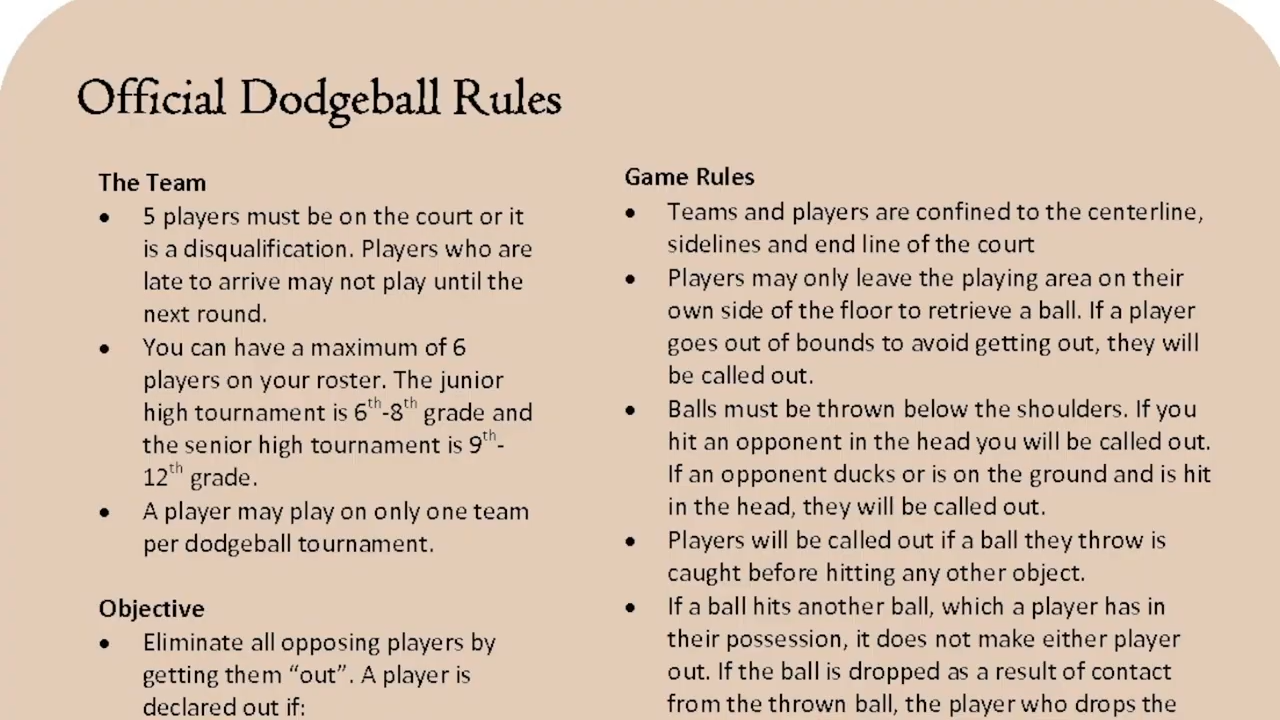 Official Dodgeball Rules
The Team
• 5 players must be on the court or it
is a disqualification. Players who are
late to arrive may not play until the
next round.
• You can have a maximum of 6
players on your roster. The junior
high tournament is 6th-8th grade and
the senior high tournament is 9th-
12th grade.
• A player may play on only one team
per dodgeball tournament.
Objective
• Eliminate all opposing players by
getting them “out”. A player is
declared out if:
Game Rules
• Teams and players are confined to the centerline,
sidelines and end line of the court
• Players may only leave the playing area on their
own side of the floor to retrieve a ball. If a player
goes out of bounds to avoid getting out, they will
be called out.
• Balls must be thrown below the shoulders. If you
hit an opponent in the head you will be called out.
If an opponent ducks or is on the ground and is hit
in the head, they will be called out.
• Players will be called out if a ball they throw is
caught before hitting any other object.
• If a ball hits another ball, which a player has in
their possession, it does not make either player
out. If the ball is dropped as a result of contact
from the thrown ball, the player who drops the